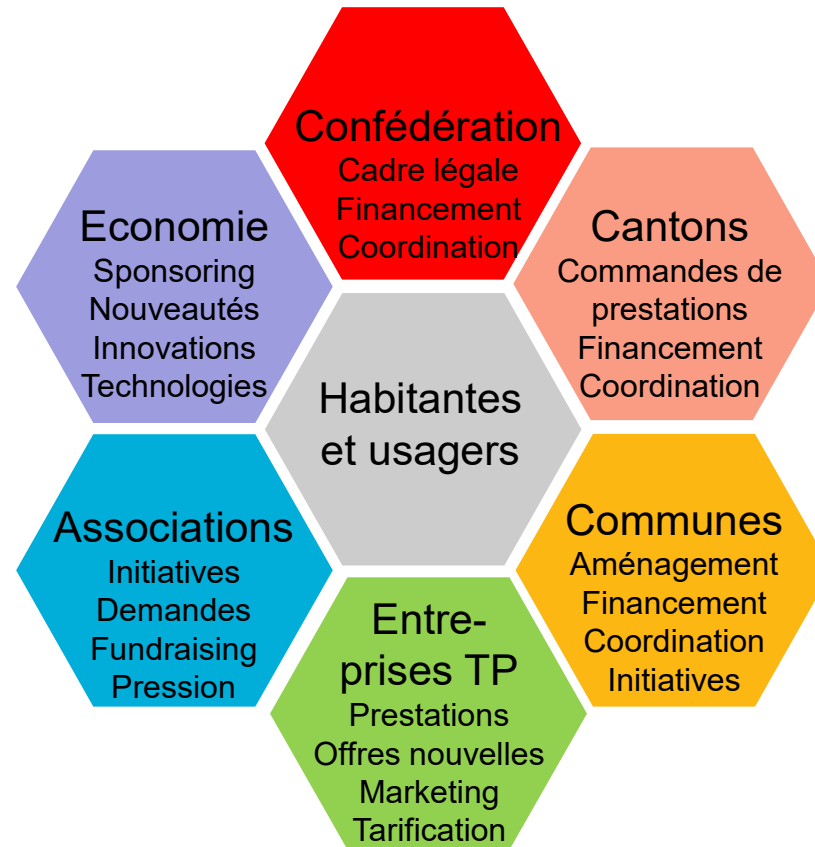 Confédération
Cadre légale
Financement
Coordination
Economie
Sponsoring
Nouveautés
Innovations
Technologies
Cantons
Commandes de
prestations
Financement
Coordination
Habitantes
et usagers
Associations
Initiatives
Demandes
Fundraising
Pression
Communes
Aménagement
Financement
Coordination
Initiatives
Entre-
prises TP
Prestations
Offres nouvelles
Marketing
Tarification